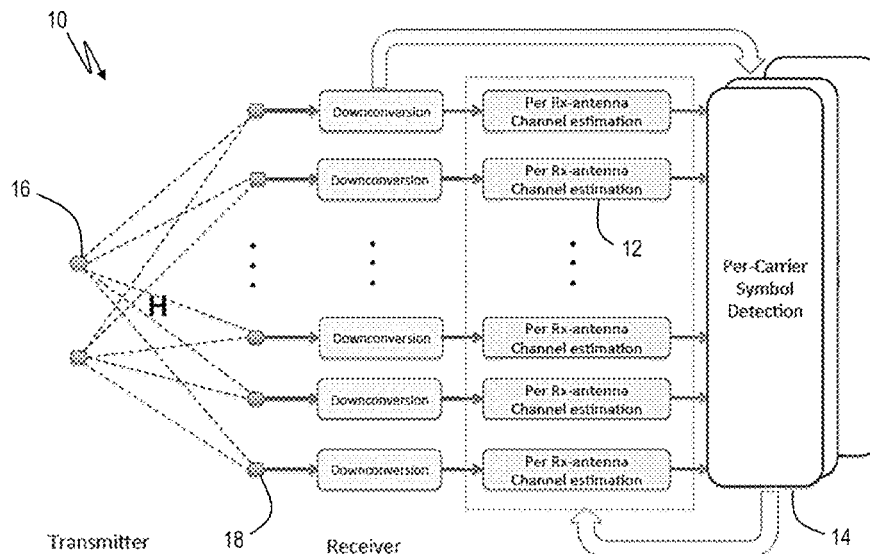 10
Downconversion
Per Rx-antenna
Channel estimation
16
Downconversion
Per Rx-antenna
Channel estimation
12
H
Per-Carrier
Symbol
Detection
Downconversion
Per Rx-antenna
Channel estimation
Downconversion
Per Rx-antenna
Channel estimation
Downconversion
Per Rx-antenna
Channel estimation
Transmitter
18
Receiver
14